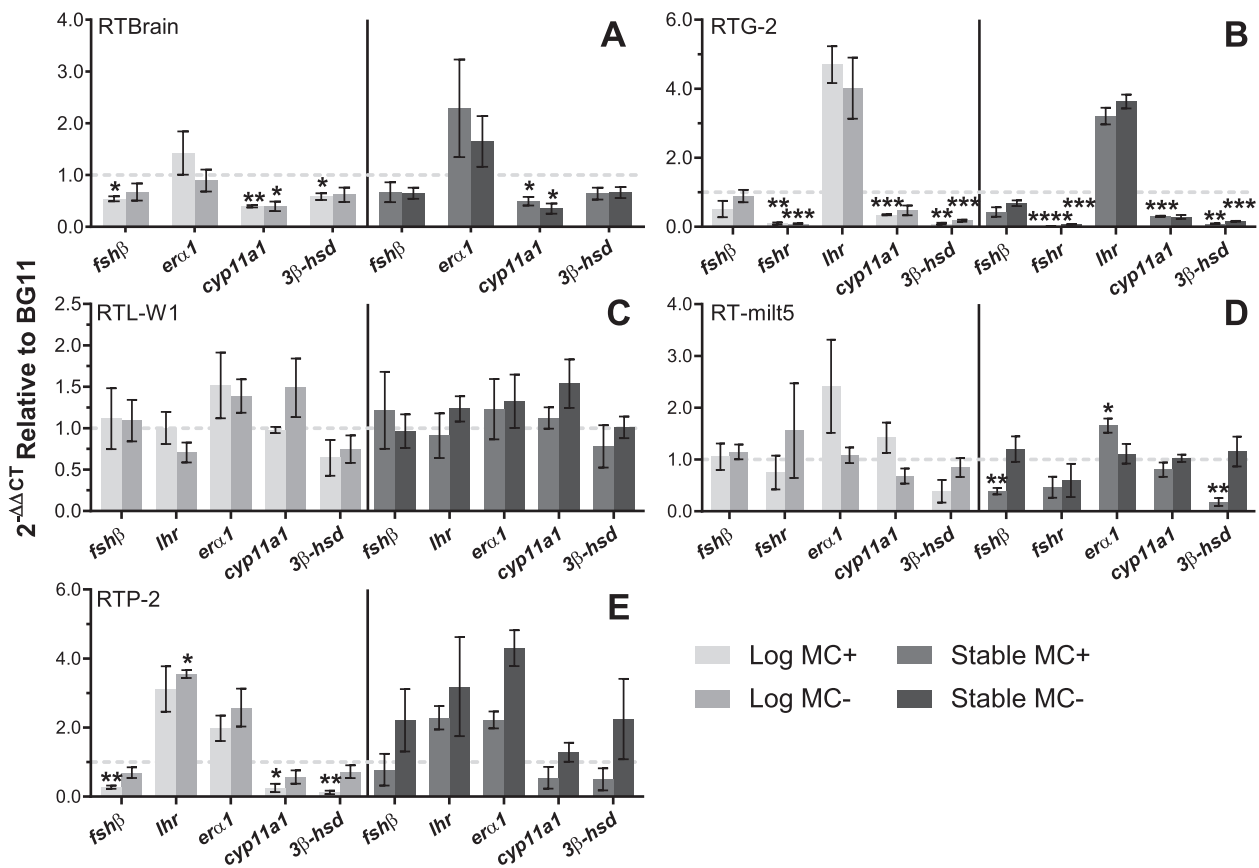 2^-ΔΔCT Relative to BG11
RTBrain
A
4.0
3.0
2.0
1.0
0.0
* ** * * * *
fshβ erα1 cyp11a1 3β-hsd fshβ erα1 cyp11a1 3β-hsd
RTG-2
B
6.0
4.0
2.0
0.0
** *** *** ** *** **** *** *** ** ***
fshβ fshr lhr cyp11a1 3β-hsd fshβ fshr lhr cyp11a1 3β-hsd
RTL-W1
C
2.5
2.0
1.5
1.0
0.5
0.0
fshβ lhr erα1 cyp11a1 3β-hsd fshβ lhr erα1 cyp11a1 3β-hsd
RT-milt5
D
4.0
3.0
2.0
1.0
0.0
** * **
fshβ fshr erα1 cyp11a1 3β-hsd fshβ fshr erα1 cyp11a1 3β-hsd
RTP-2
E
6.0
4.0
2.0
0.0
** * * **
fshβ lhr erα1 cyp11a1 3β-hsd fshβ lhr erα1 cyp11a1 3β-hsd
Log MC+ Stable MC+
Log MC- Stable MC-